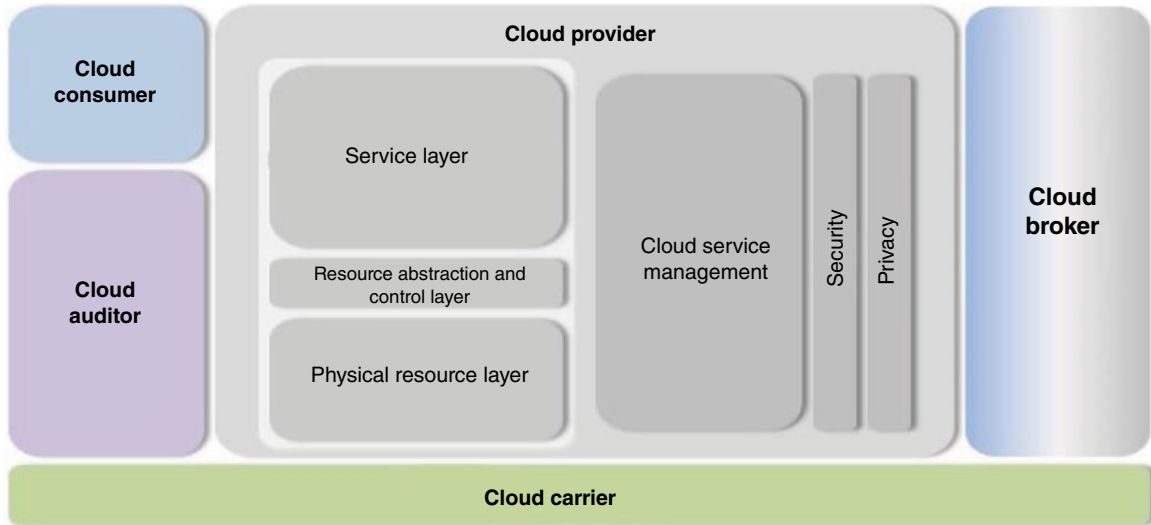 Cloud
consumer
Cloud
auditor
Cloud provider
Service layer
Resource abstraction and
control layer
Physical resource layer
Cloud service
management
Security
Privacy
Cloud
broker
Cloud carrier